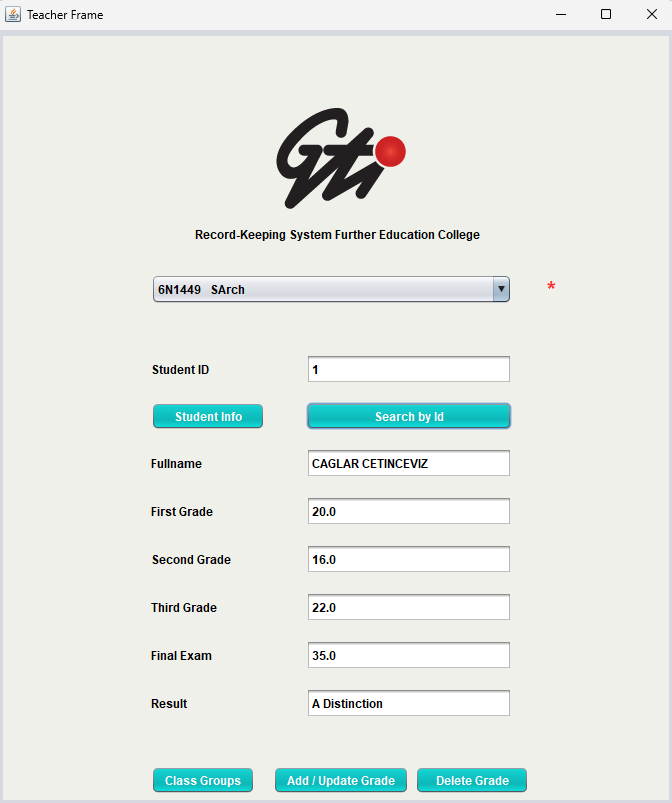 Teacher Frame
Gti
Record-Keeping System Further Education College
6N1449 SArch *
Student ID 1
Student Info Search by Id
Fullname CAGLAR CETINCEVIZ
First Grade 20.0
Second Grade 16.0
Third Grade 22.0
Final Exam 35.0
Result A Distinction
Class Groups Add / Update Grade Delete Grade